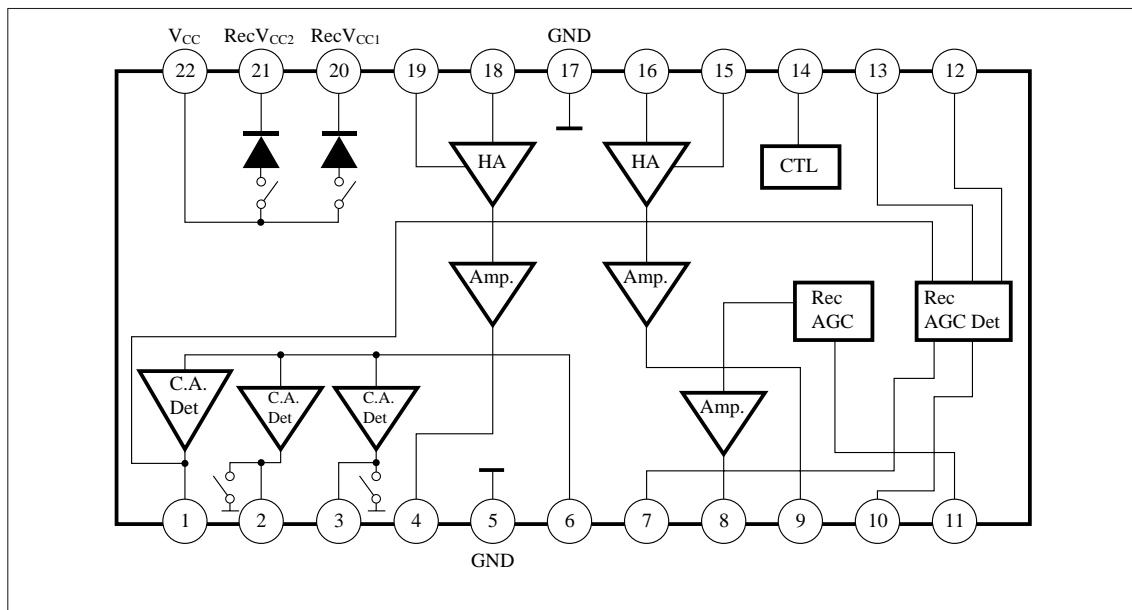 VCC RecVCC2 RecVCC1 GND
22 21 20 19 18 17 16 15 14 13 12
HA HA CTL
Amp. Amp.
Rec
AGC
Rec
AGC Det
C.A.
Det
C.A.
Det
C.A.
Det
Amp.
1 2 3 4 5 6 7 8 9 10 11
GND